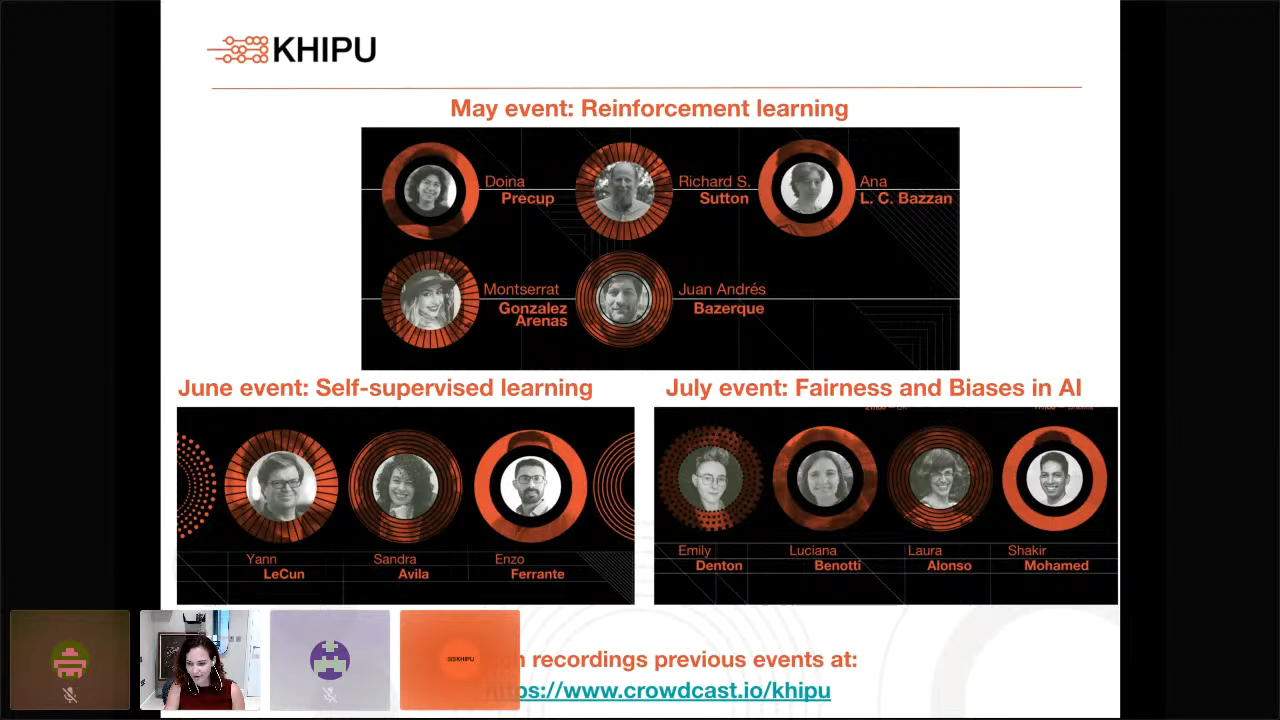 KHIPU
May event: Reinforcement learning
Doina
Precup
Richard S.
Sutton
Ana
L. C. Bazzan
Montserrat
Gonzalez
Arenas
Juan Andrés
Bazerque
June event: Self-supervised learning
July event: Fairness and Biases in AI
Yann
LeCun
Sandra
Avila
Enzo
Ferrante
Emily
Denton
Luciana
Benotti
Laura
Alonso
Shakir
Mohamed
KHIPU
recordings previous events at:
https://www.crowdcast.io/khipu